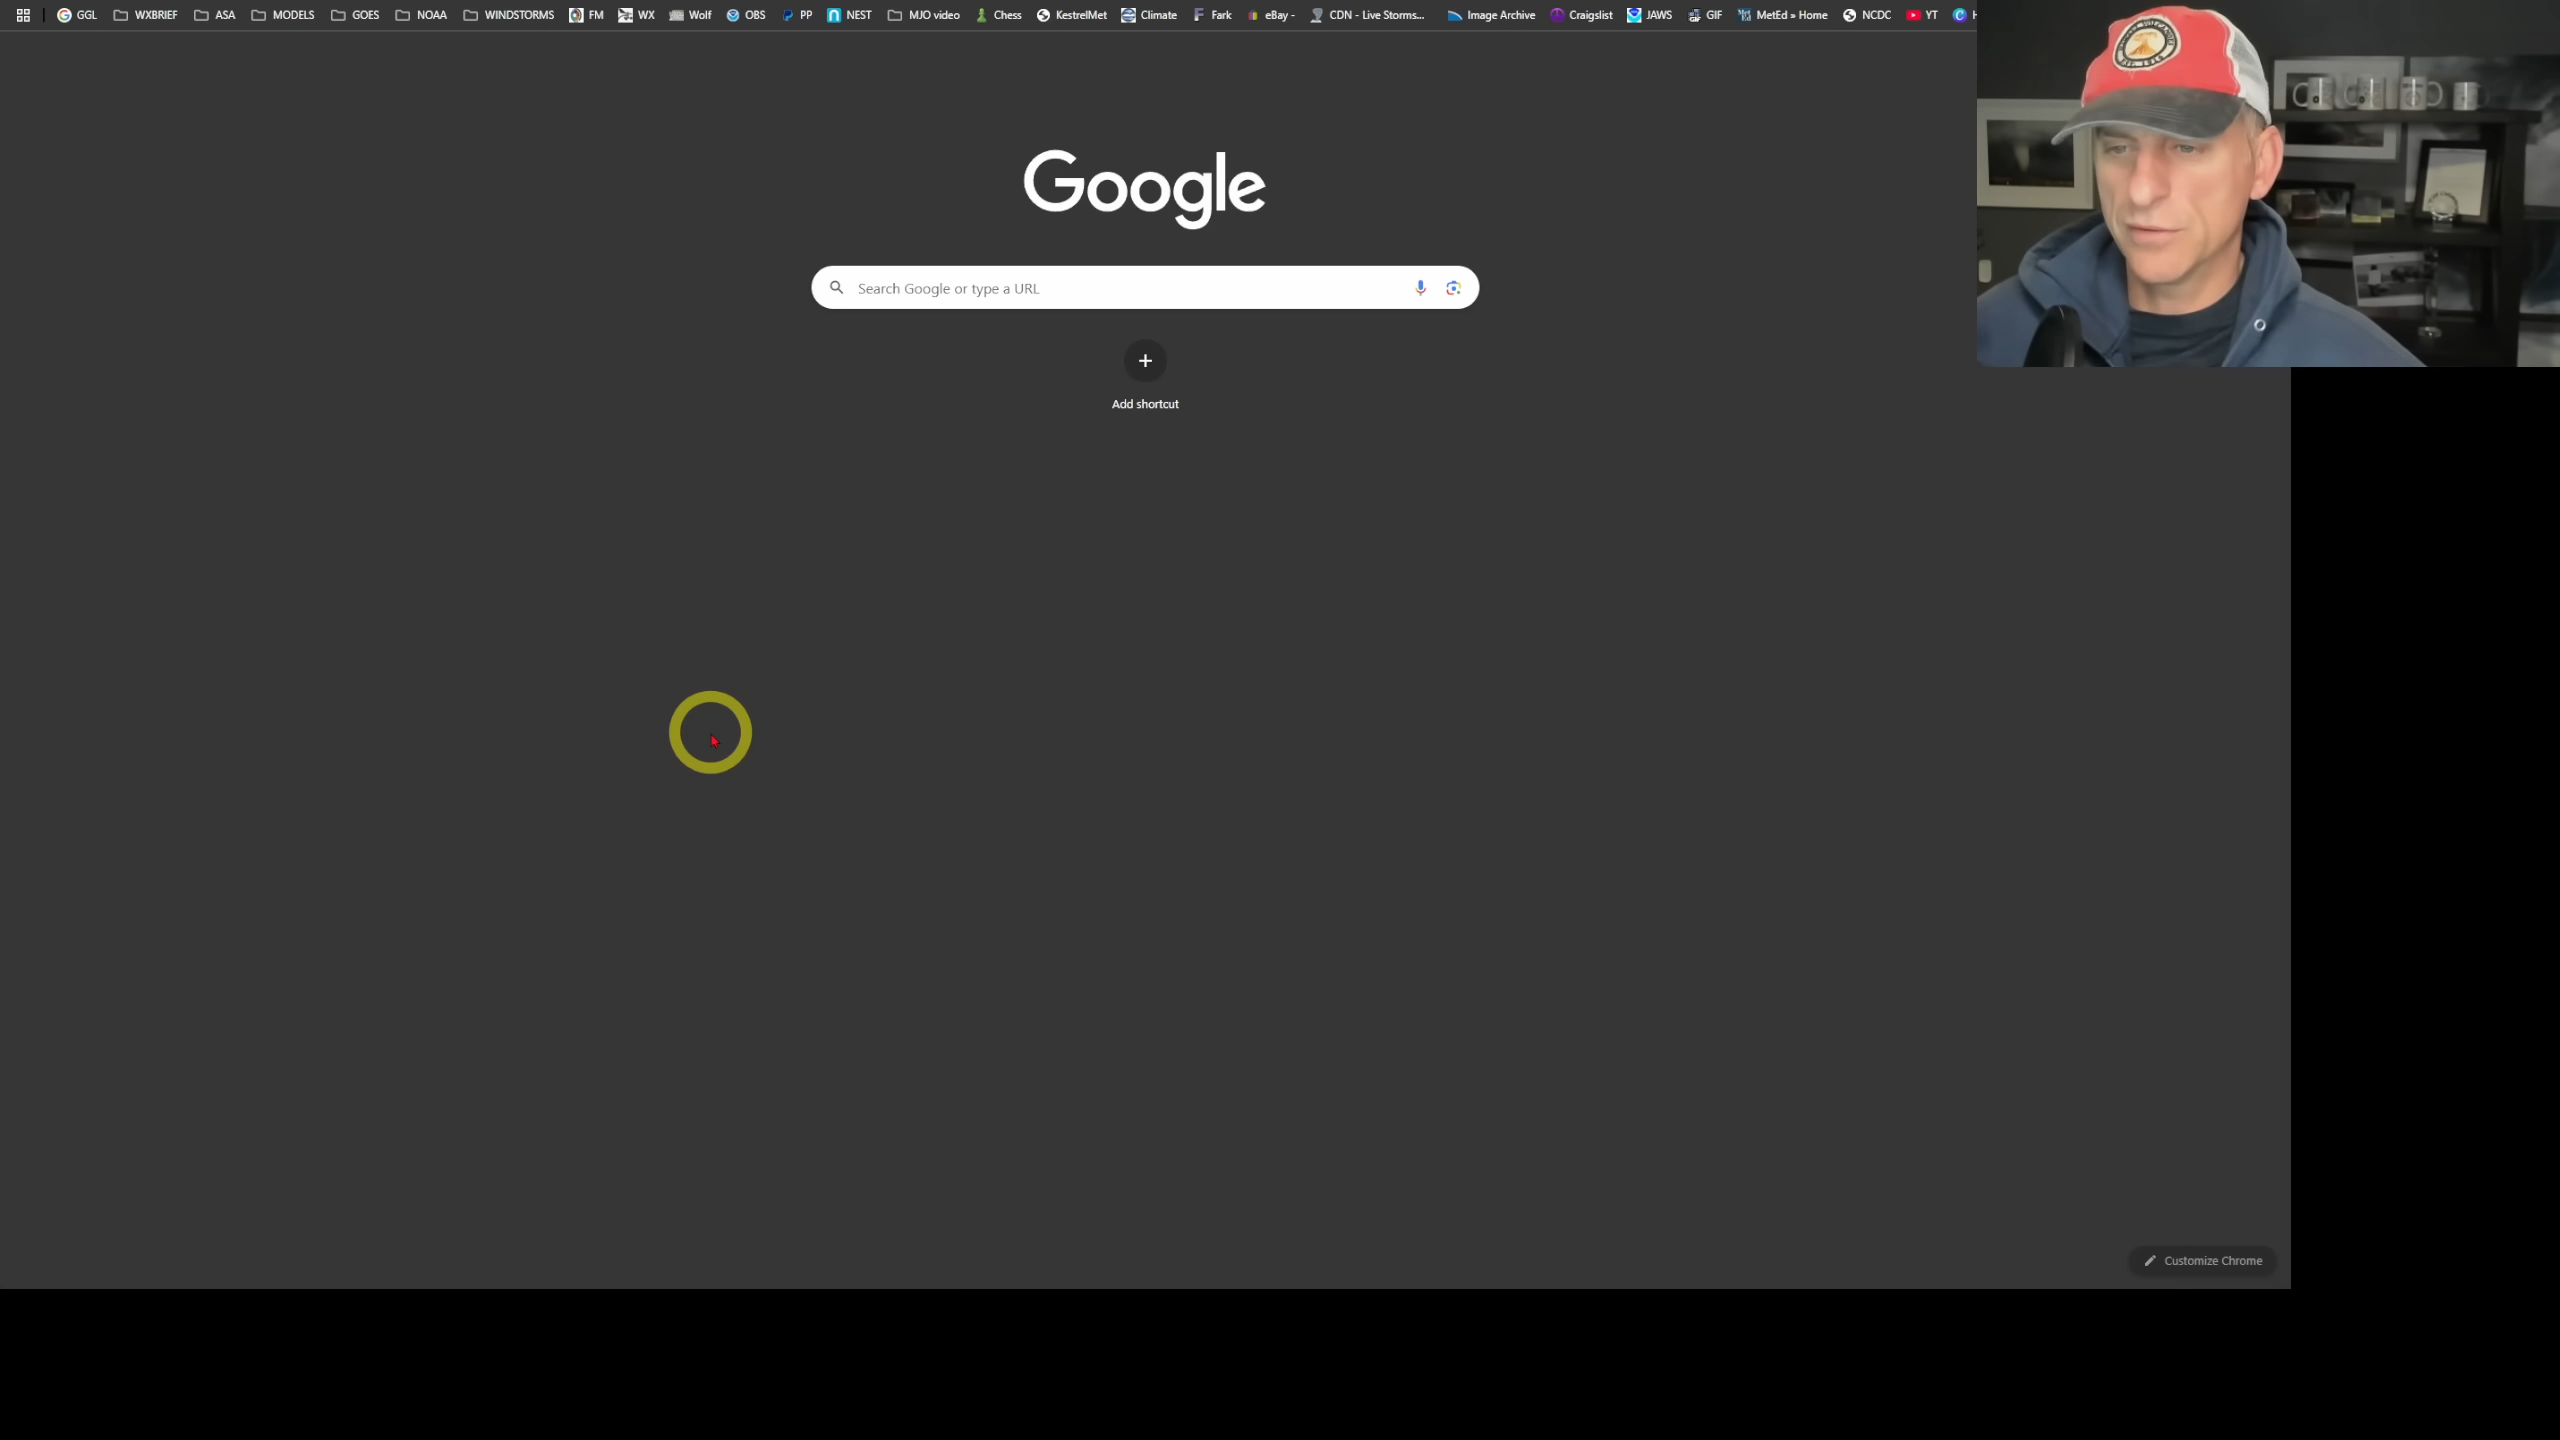 GGL WXBRIEF ASA MODELS GOES NOAA WINDSTORMS FM WX Wolf OBS PP NEST MJO video Chess KestrelMet Climate Fark eBay - CDN - Live Storms... Image Archive Craigslist JAWS GIF MetEd » Home NCDC YT
Google
Search Google or type a URL
Add shortcut
Customize Chrome